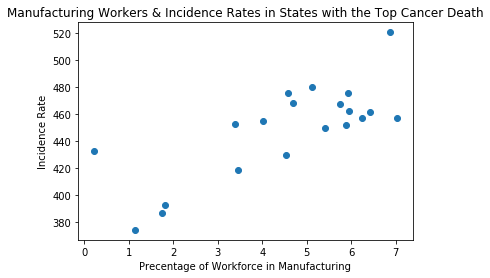 Manufacturing Workers & Incidence Rates in States with the Top Cancer Death
520
500
480
460
440
420
400
380
Incidence Rate
0 1 2 3 4 5 6 7
Precentage of Workforce in Manufacturing